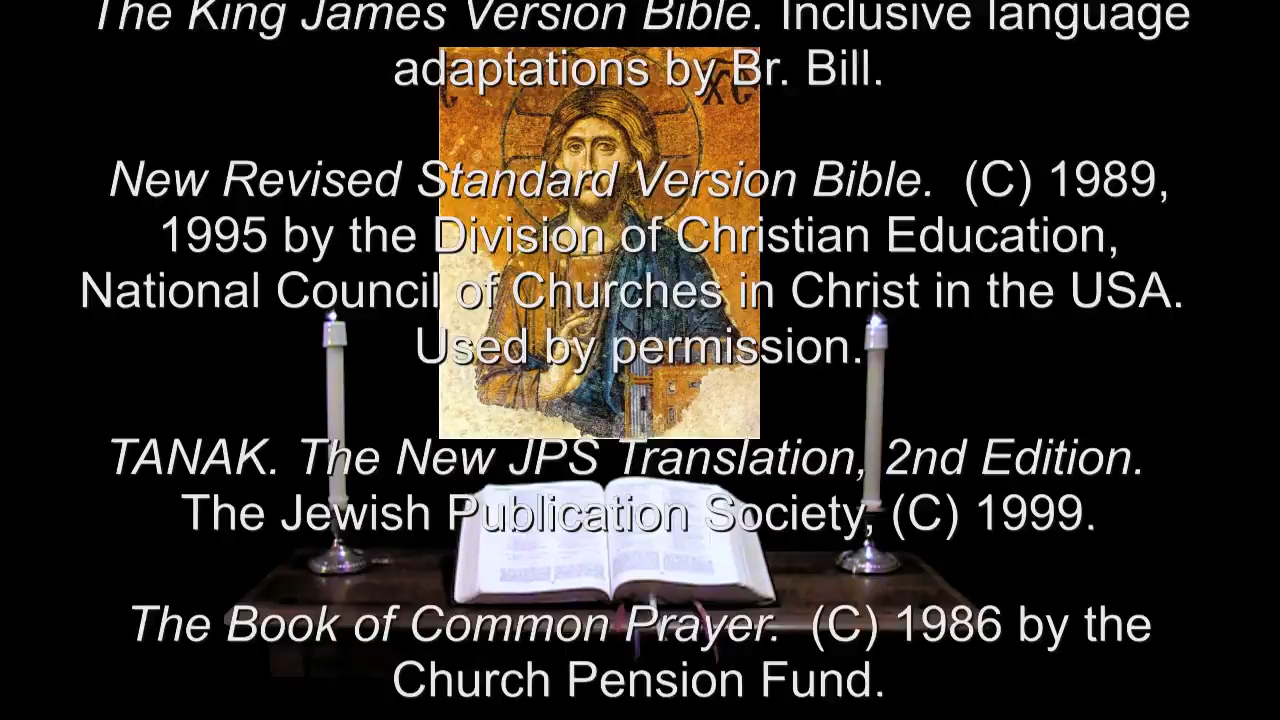 The King James Version Bible. Inclusive language
adaptations by Br. Bill.
New Revised Standard Version Bible. (C) 1989,
1995 by the Division of Christian Education,
National Council of Churches in Christ in the USA.
Used by permission.
TANAK. The New JPS Translation, 2nd Edition.
The Jewish Publication Society, (C) 1999.
The Book of Common Prayer. (C) 1986 by the
Church Pension Fund.